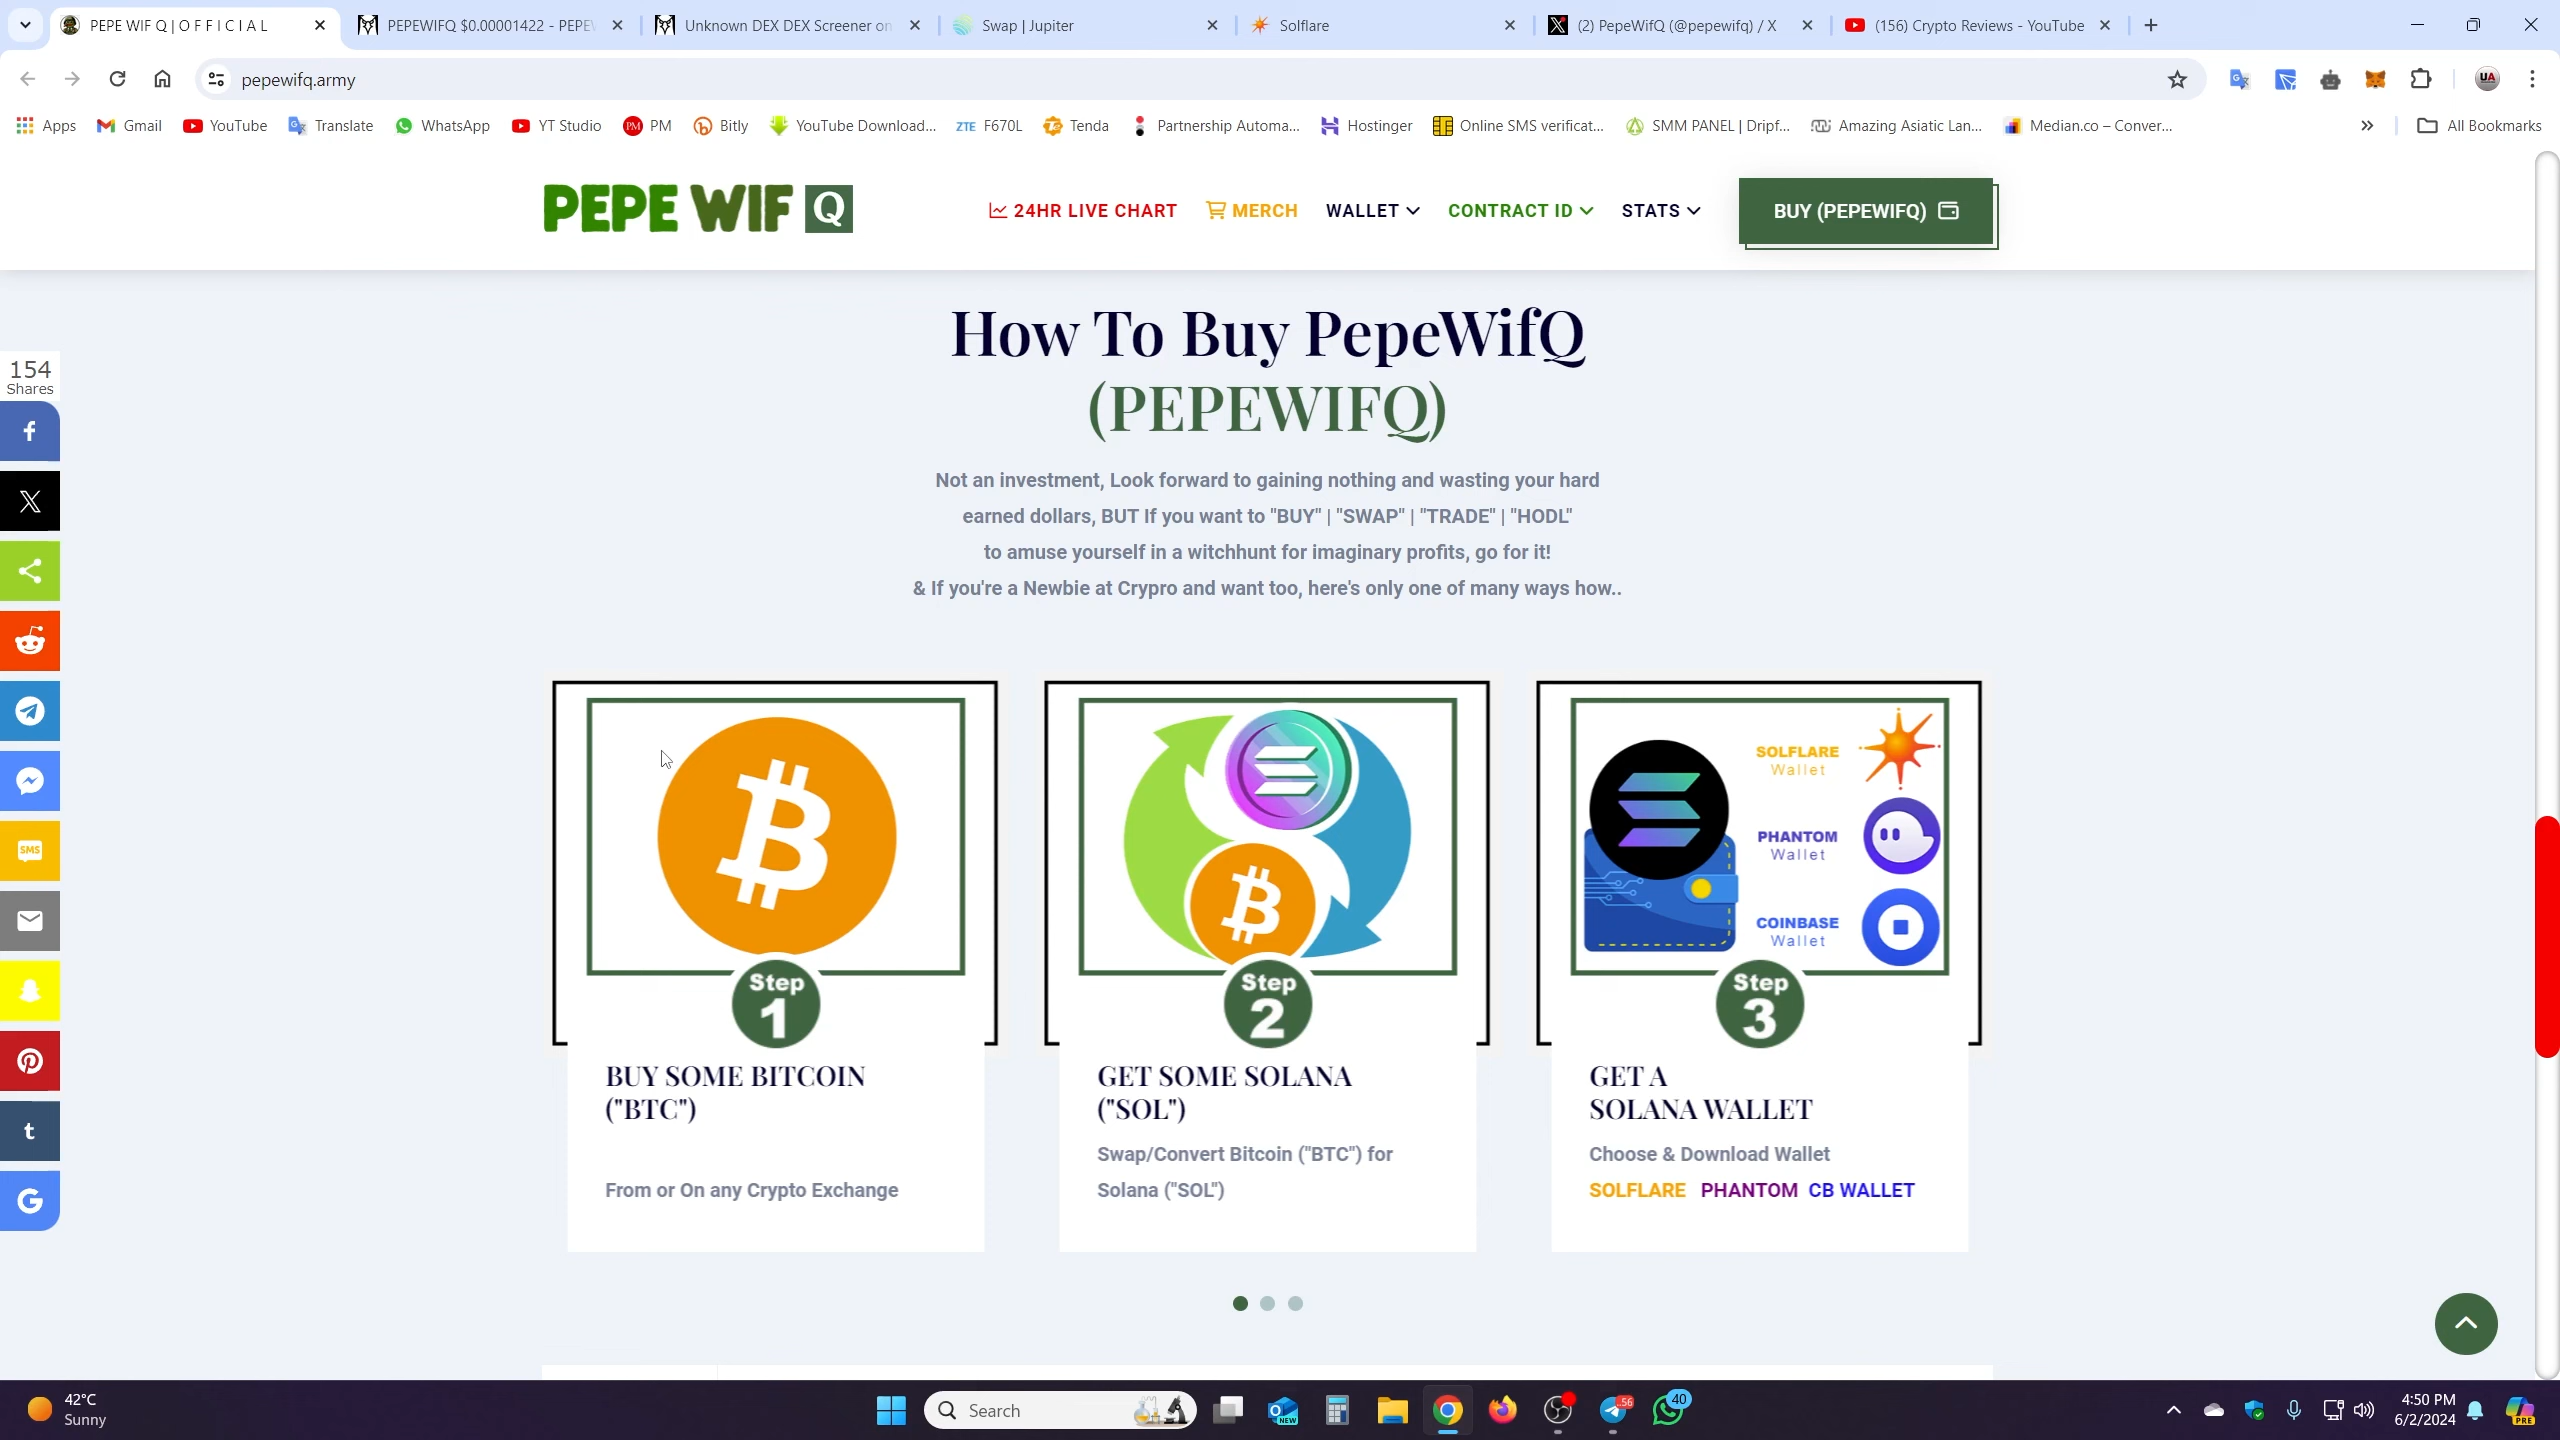 PEPE WIF Q | O F F I C I A L
PEPEWIFQ $0.00001422 - PEPEW
Unknown DEX DEX Screener on
Swap | Jupiter
Solflare
(2) PepeWifQ (@pepewifq) / X
(156) Crypto Reviews - YouTube
pepewifq.army
UA
Apps
Gmail
YouTube
Translate
WhatsApp
YT Studio
PM PM
Bitly
YouTube Download...
ZTE F670L
Tenda
Partnership Automa...
Hostinger
Online SMS verificat...
SMM PANEL | Dripf...
Amazing Asiatic Lan...
Median.co – Conver...
All Bookmarks
PEPE WIF Q
24HR LIVE CHART
MERCH
WALLET
CONTRACT ID
STATS
BUY (PEPEWIFQ)
154
Shares
SMS
How To Buy PepeWifQ
(PEPEWIFQ)
Not an investment, Look forward to gaining nothing and wasting your hard
earned dollars, BUT If you want to "BUY" | "SWAP" | "TRADE" | "HODL"
to amuse yourself in a witchhunt for imaginary profits, go for it!
& If you're a Newbie at Crypro and want too, here's only one of many ways how..
Step
1
BUY SOME BITCOIN
("BTC")
From or On any Crypto Exchange
Step
2
GET SOME SOLANA
("SOL")
Swap/Convert Bitcoin ("BTC") for
Solana ("SOL")
SOLFLARE
Wallet
PHANTOM
Wallet
COINBASE
Wallet
Step
3
GET A
SOLANA WALLET
Choose & Download Wallet
SOLFLARE PHANTOM CB WALLET
42°C
Sunny
Search
NEW
56
40
4:50 PM
6/2/2024
PRE